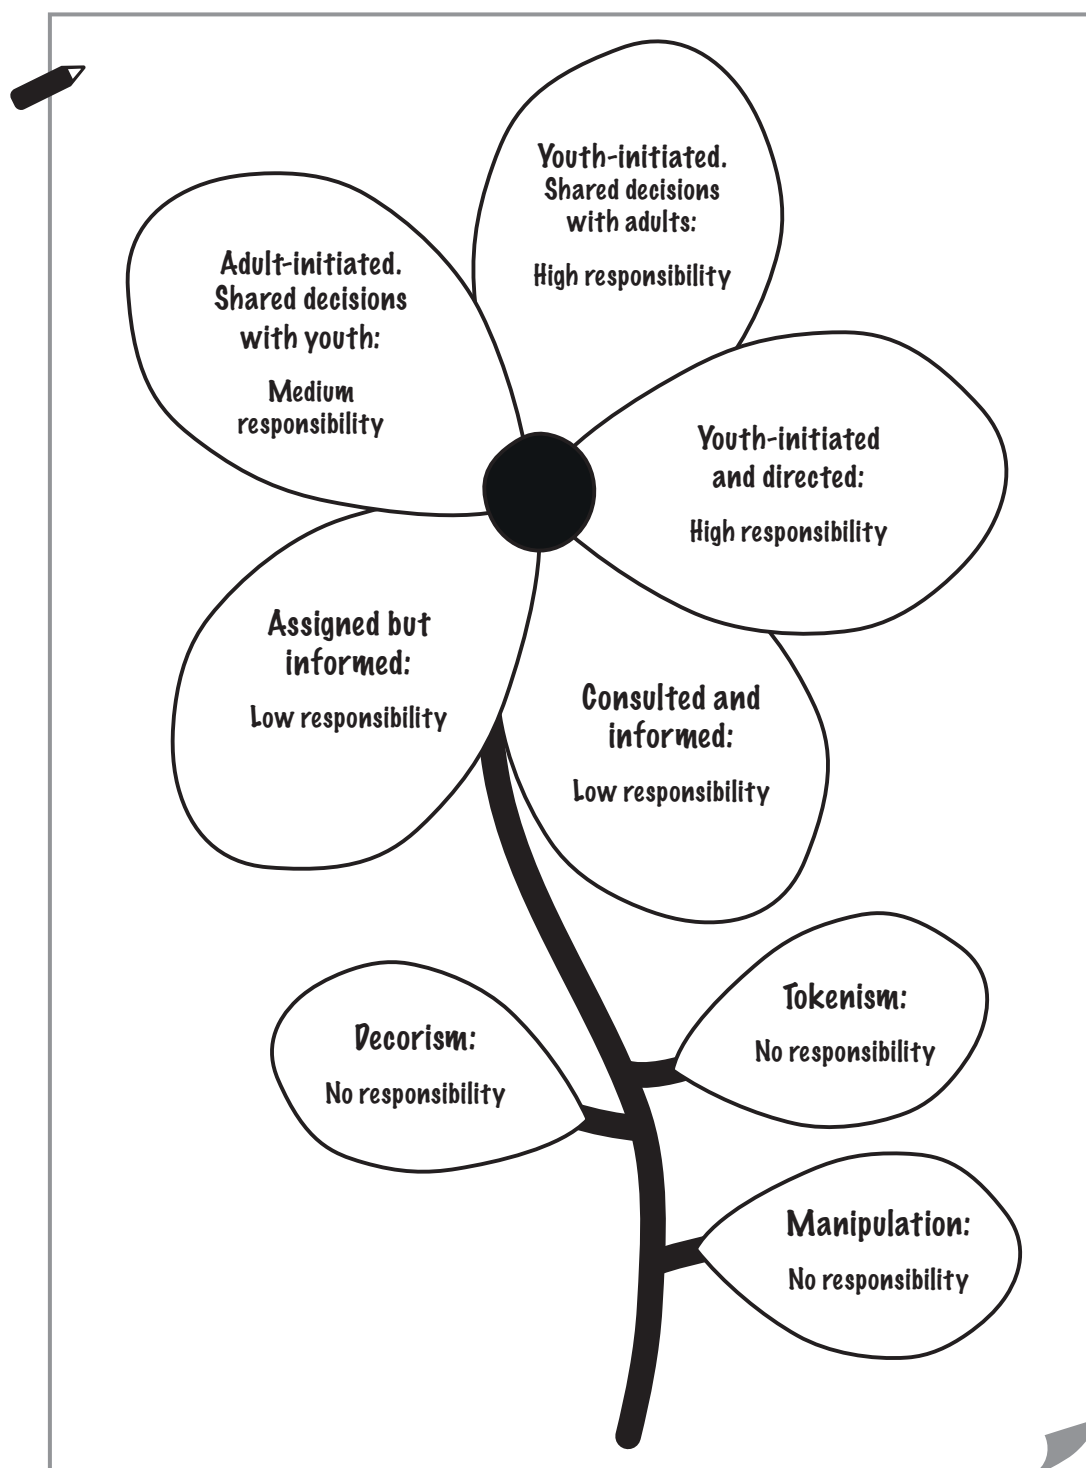 Youth-initiated.
Shared decisions
with adults:
High responsibility
Adult-initiated.
Shared decisions
with youth:
Medium
responsibility
Youth-initiated
and directed:
High responsibility
Assigned but
informed:
Low responsibility
Consulted and
informed:
Low responsibility
Tokenism:
No responsibility
Decorism:
No responsibility
Manipulation:
No responsibility